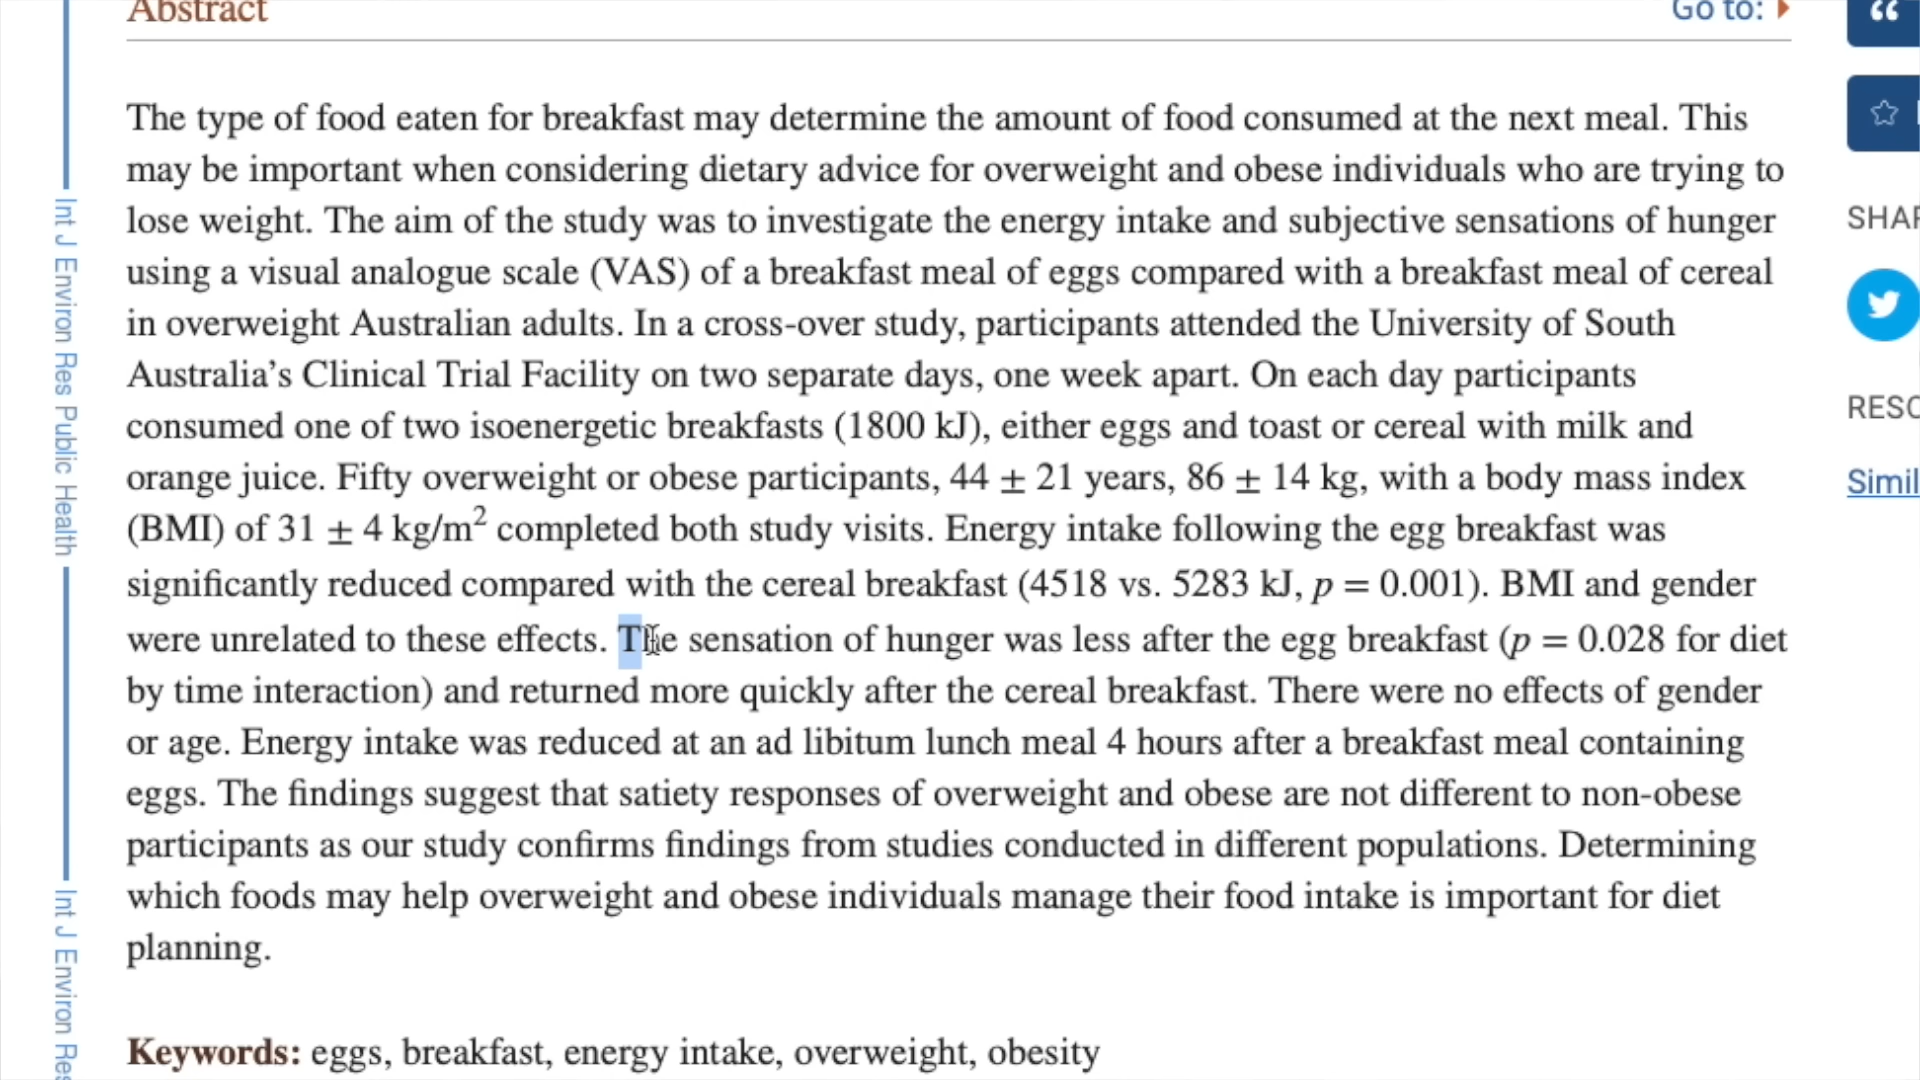 Abstract
Go to:
The type of food eaten for breakfast may determine the amount of food consumed at the next meal. This
may be important when considering dietary advice for overweight and obese individuals who are trying to
lose weight. The aim of the study was to investigate the energy intake and subjective sensations of hunger
using a visual analogue scale (VAS) of a breakfast meal of eggs compared with a breakfast meal of cereal
in overweight Australian adults. In a cross-over study, participants attended the University of South
Australia’s Clinical Trial Facility on two separate days, one week apart. On each day participants
consumed one of two isoenergetic breakfasts (1800 kJ), either eggs and toast or cereal with milk and
orange juice. Fifty overweight or obese participants, 44 ± 21 years, 86 ± 14 kg, with a body mass index
(BMI) of 31 ± 4 kg/m² completed both study visits. Energy intake following the egg breakfast was
significantly reduced compared with the cereal breakfast (4518 vs. 5283 kJ, p = 0.001). BMI and gender
were unrelated to these effects. The sensation of hunger was less after the egg breakfast (p = 0.028 for diet
by time interaction) and returned more quickly after the cereal breakfast. There were no effects of gender
or age. Energy intake was reduced at an ad libitum lunch meal 4 hours after a breakfast meal containing
eggs. The findings suggest that satiety responses of overweight and obese are not different to non-obese
participants as our study confirms findings from studies conducted in different populations. Determining
which foods may help overweight and obese individuals manage their food intake is important for diet
planning.
Keywords: eggs, breakfast, energy intake, overweight, obesity
Int J Environ Res Public Health
Int J Environ Res
SHAR
RESO
Simil